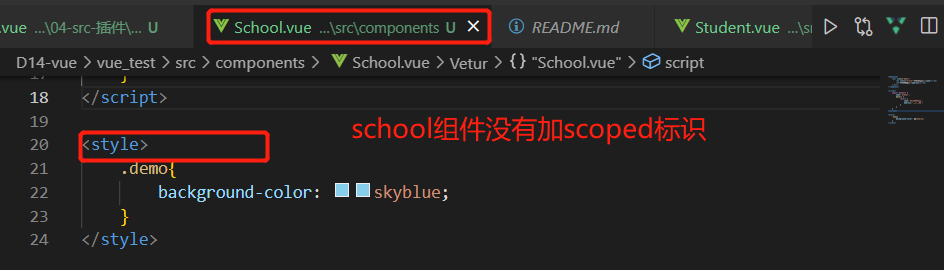 .vue ...\04-src-插件\...
School.vue ...\src\components U
README.md
Student.vue ...\s
D14-vue > vue_test > src > components > School.vue > Vetur > {} "School.vue" > script
17 }
18 </script>
19
20 <style>
school组件没有加scoped标识
21 .demo{
22 background-color: skyblue;
23 }
24 </style>